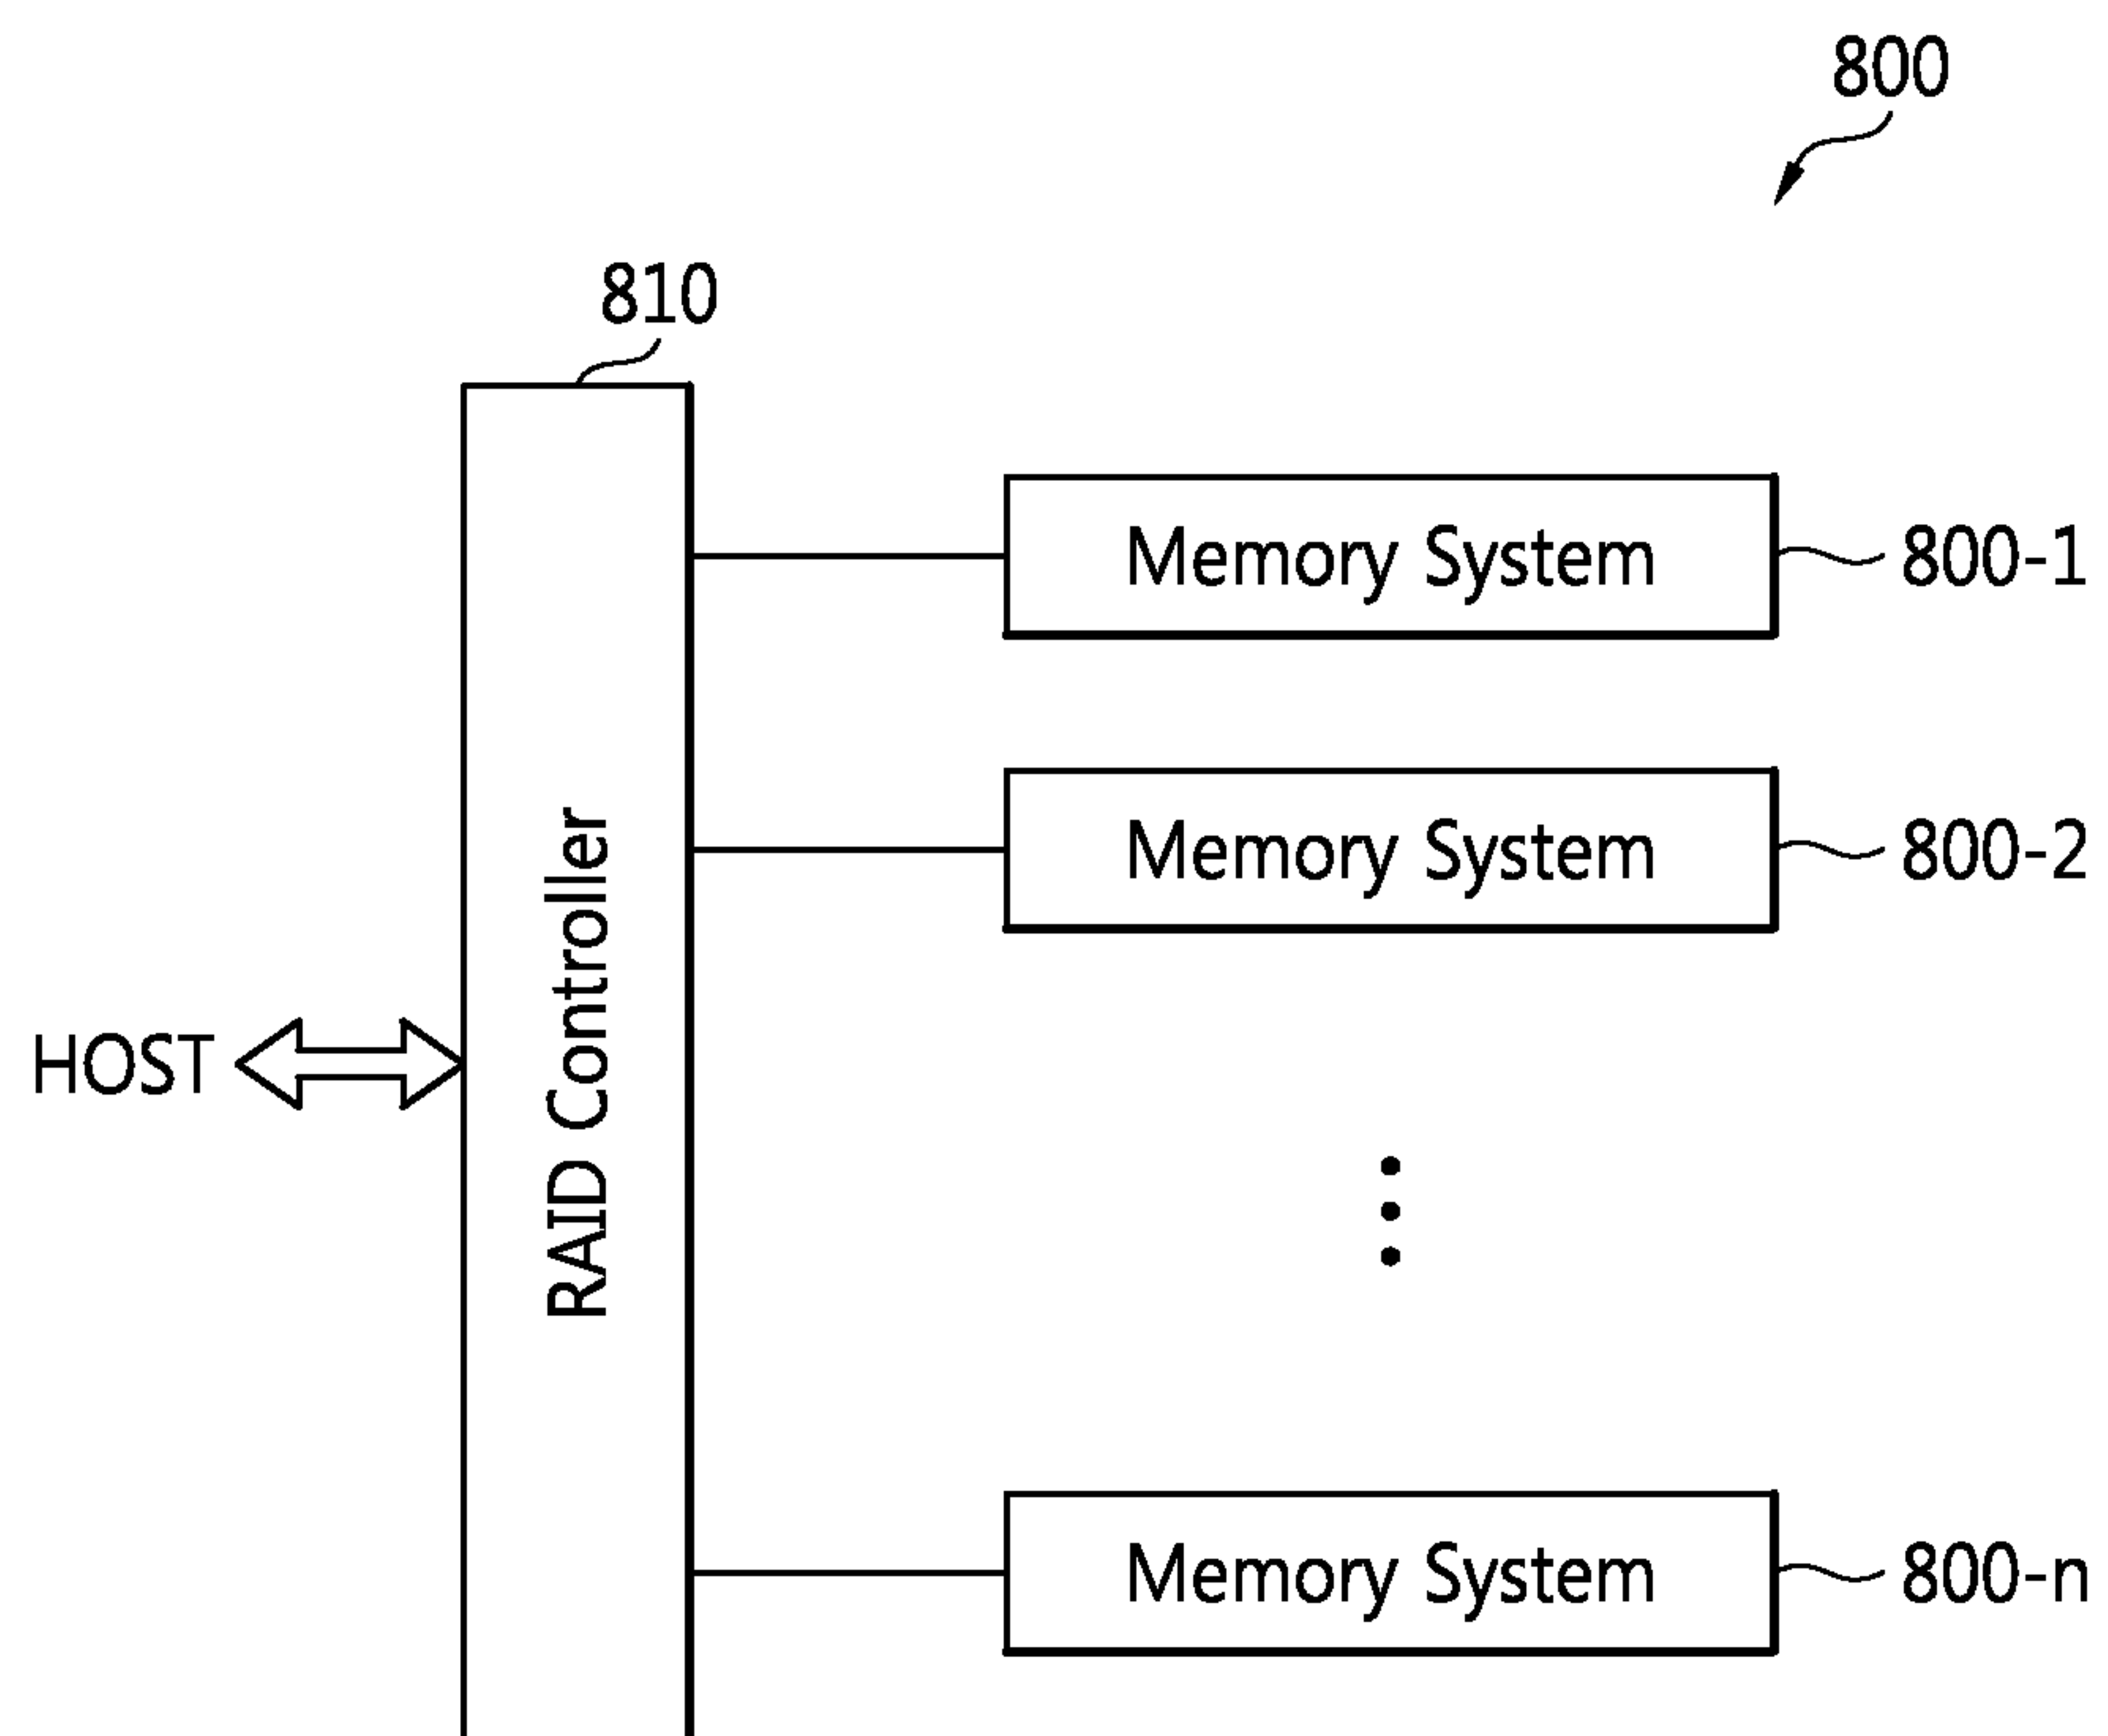 800
810
Memory System
800-1
Memory System
800-2
RAID Controller
HOST
Memory System
800-n